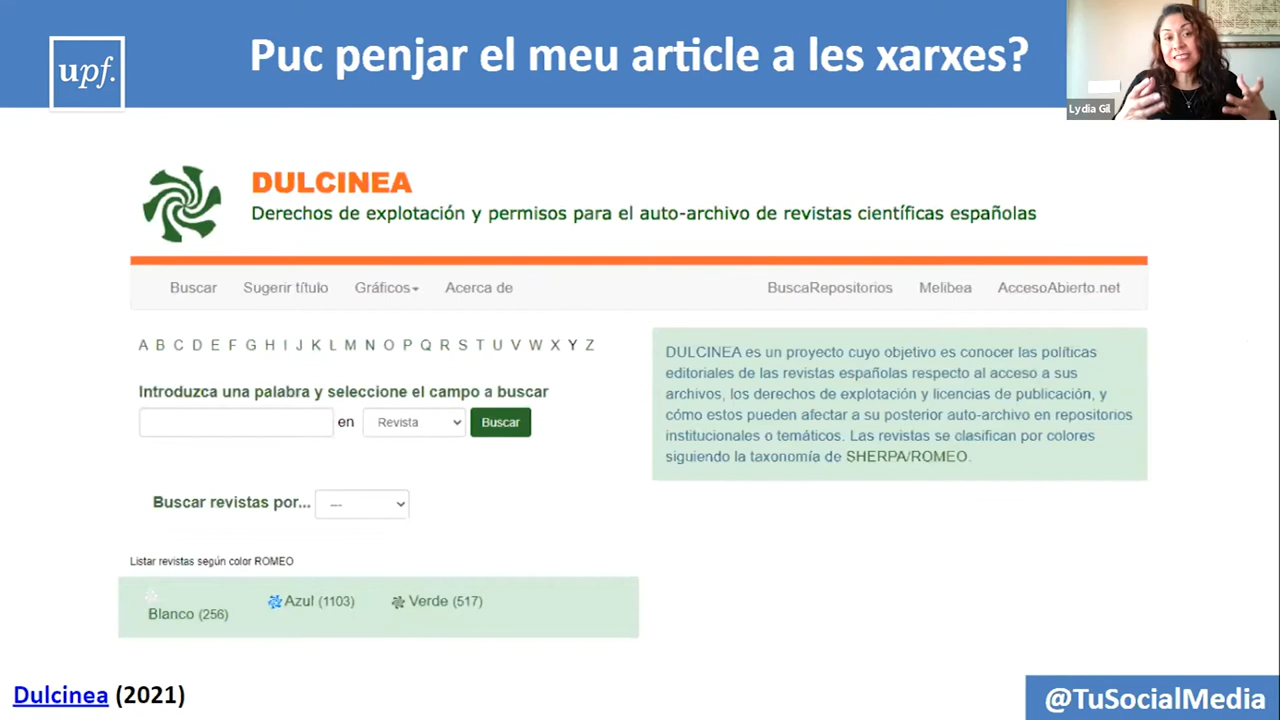 Puc penjar el meu article a les xarxes?
upf.
Lydia Gil
DULCINEA
Derechos de explotación y permisos para el auto-archivo de revistas científicas españolas
Buscar Sugerir título Gráficos Acerca de BuscaRepositorios Melibea AccesoAbierto.net
A B C D E F G H I J K L M N O P Q R S T U V W X Y Z
Introduzca una palabra y seleccione el campo a buscar
en Revista Buscar
Buscar revistas por... ---
Listar revistas según color ROMEO
Blanco (256) Azul (1103) Verde (517)
DULCINEA es un proyecto cuyo objetivo es conocer las políticas
editoriales de las revistas españolas respecto al acceso a sus
archivos, los derechos de explotación y licencias de publicación, y
cómo estos pueden afectar a su posterior auto-archivo en repositorios
institucionales o temáticos. Las revistas se clasifican por colores
siguiendo la taxonomía de SHERPA/ROMEO.
Dulcinea (2021)
@TuSocialMedia